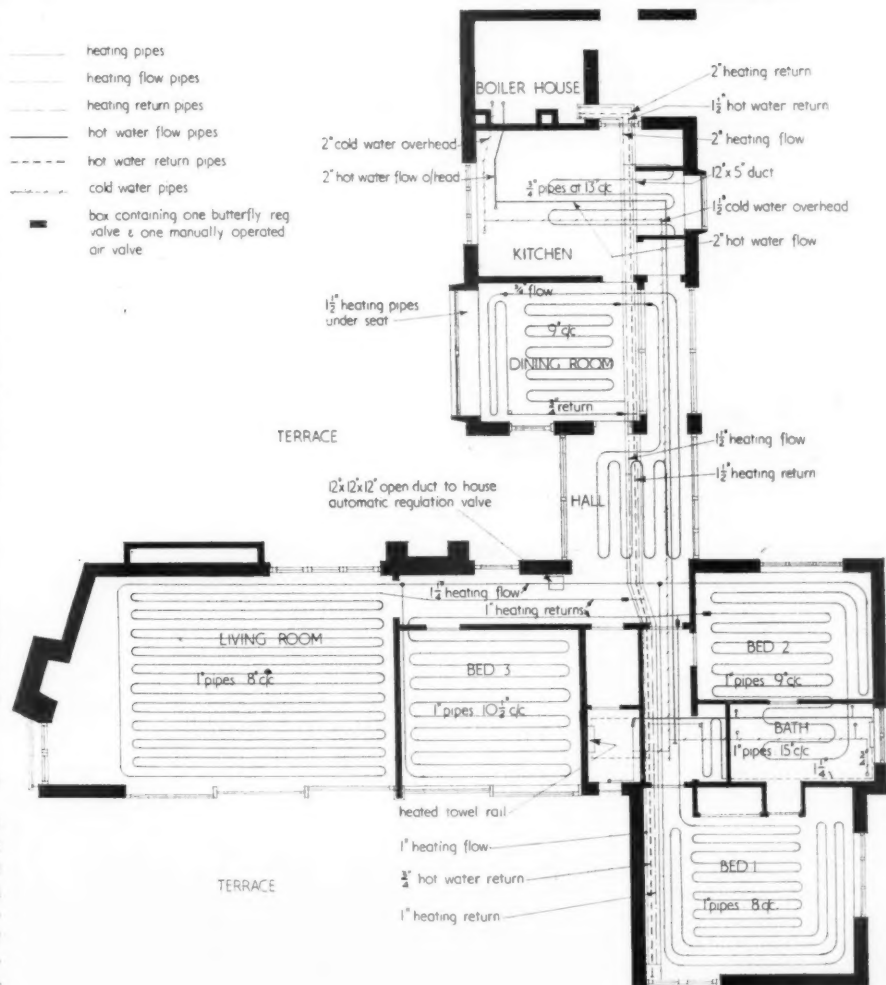 heating pipes
heating flow pipes
heating return pipes
hot water flow pipes
hot water return pipes
cold water pipes
box containing one butterfly reg
valve & one manually operated
air valve
BOILER HOUSE
2" heating return
1½" hot water return
2" heating flow
2" cold water overhead
12" x 5" duct
2" hot water flow o/head
¾" pipes at 13" c/c
1½" cold water overhead
2" hot water flow
KITCHEN
1½" heating pipes
under seat
¾" flow
9" c/c
DINING ROOM
¾" return
TERRACE
1½" heating flow
1½" heating return
12"x12"x12" open duct to house
automatic regulation valve
HALL
1¼" heating flow
1" heating returns
LIVING ROOM
1" pipes 8" c/c
BED 3
1" pipes 10½" c/c
BED 2
1" pipes 9" c/c
BATH
1" pipes 15" c/c
1¼"
¾"
heated towel rail
1" heating flow
¾" hot water return
1" heating return
TERRACE
BED 1
1" pipes 8" c/c